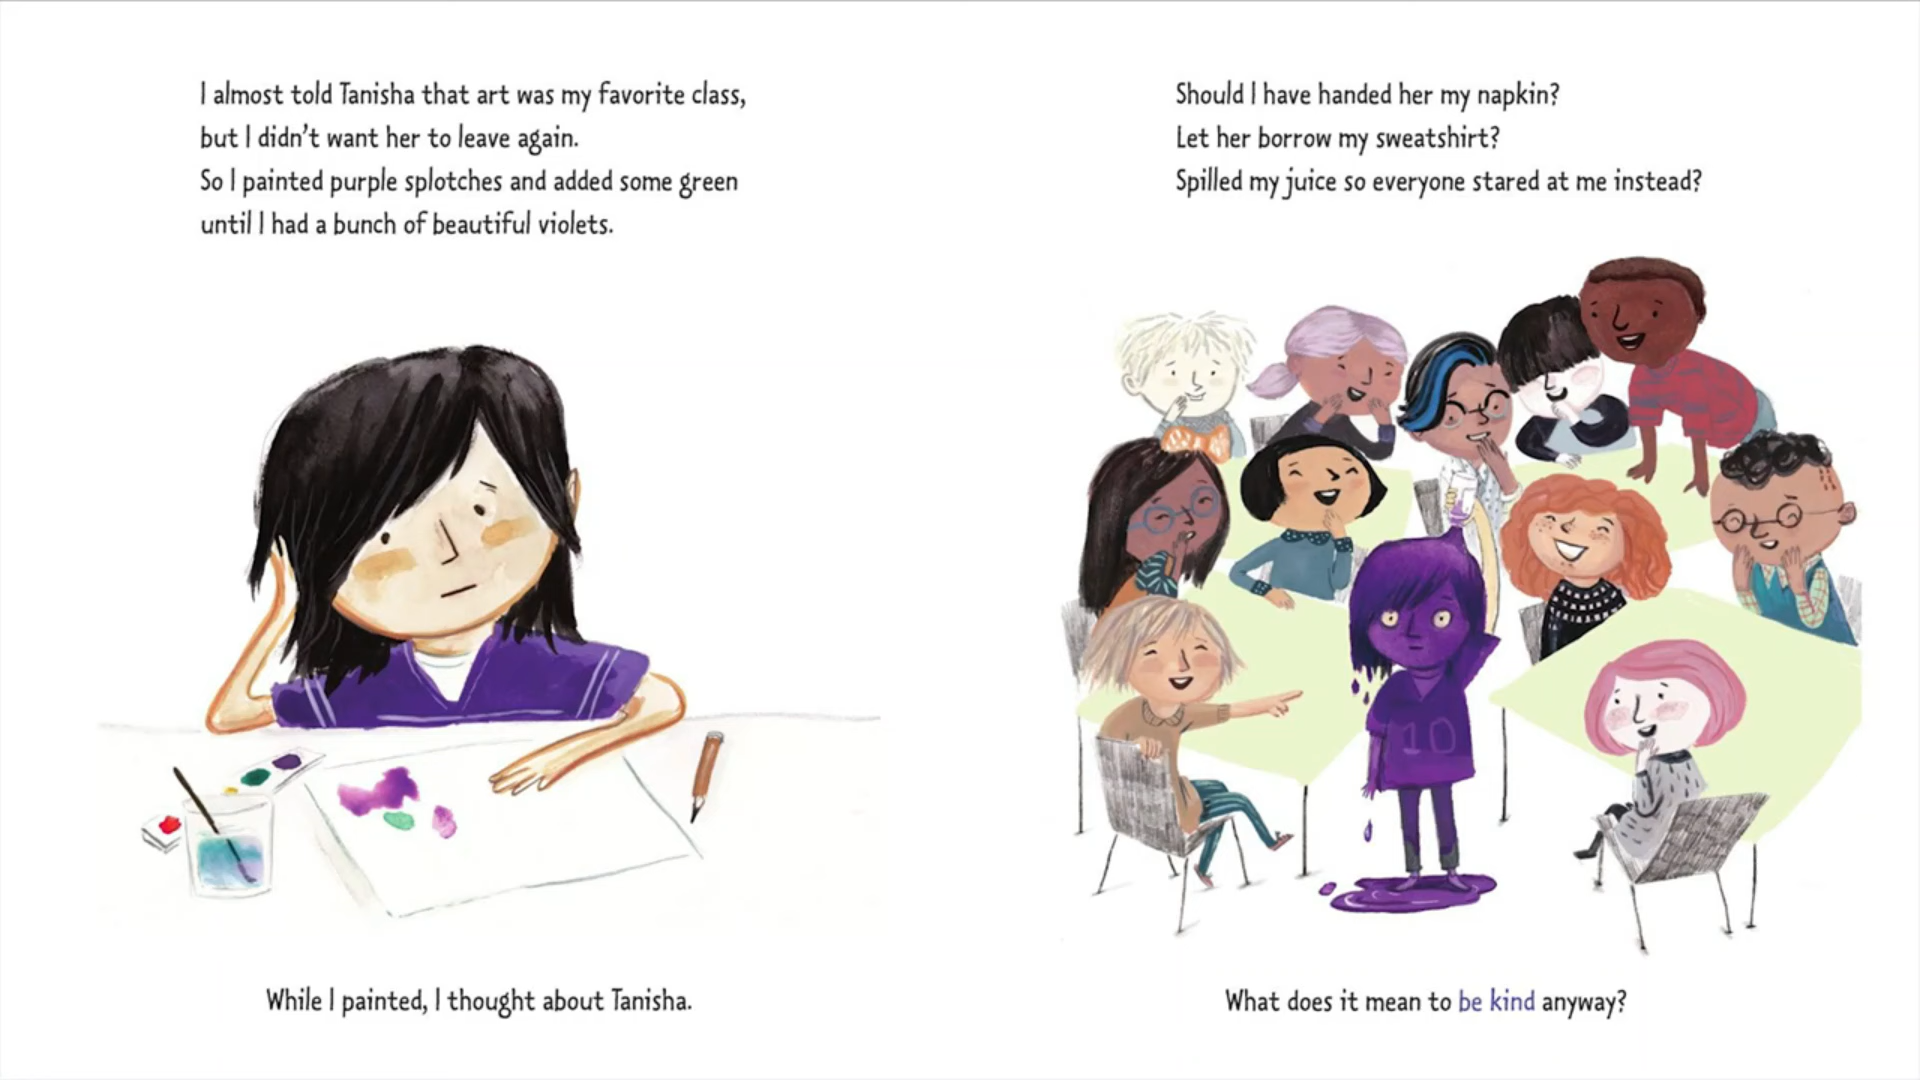 I almost told Tanisha that art was my favorite class,
but I didn't want her to leave again.
So I painted purple splotches and added some green
until I had a bunch of beautiful violets.
While I painted, I thought about Tanisha.
Should I have handed her my napkin?
Let her borrow my sweatshirt?
Spilled my juice so everyone stared at me instead?
10
What does it mean to be kind anyway?